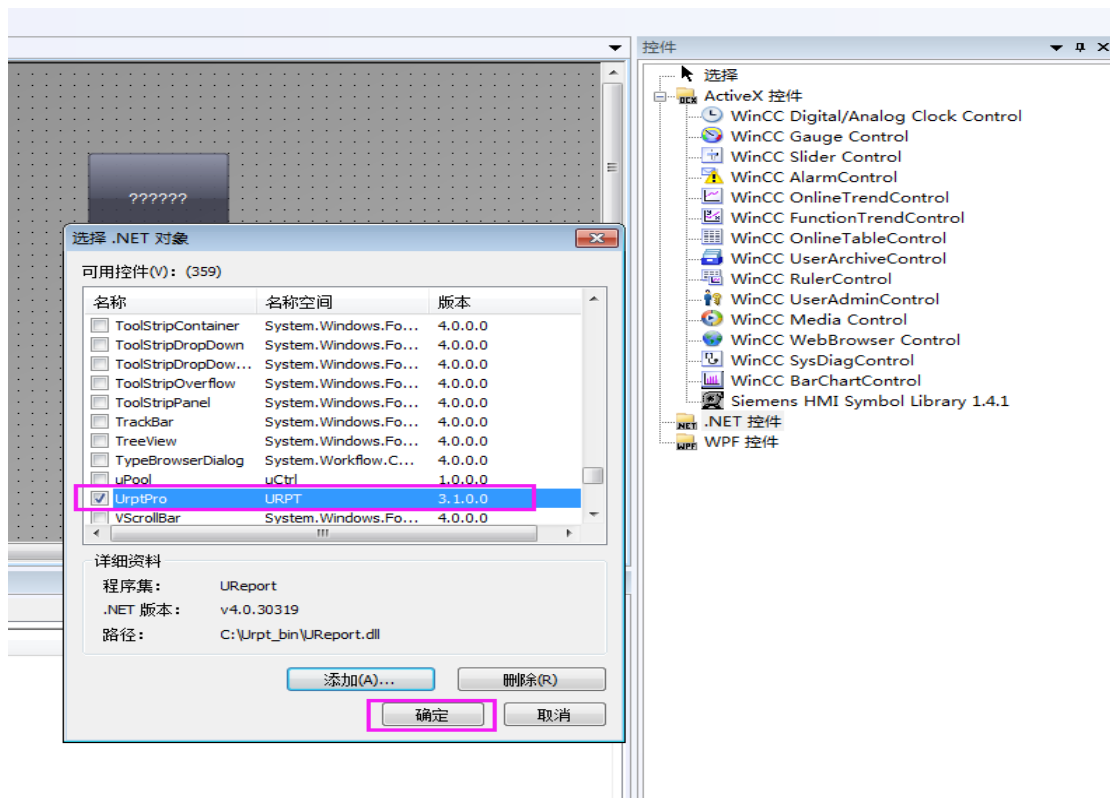 控件
选择
ActiveX 控件
WinCC Digital/Analog Clock Control
WinCC Gauge Control
WinCC Slider Control
WinCC AlarmControl
WinCC OnlineTrendControl
WinCC FunctionTrendControl
WinCC OnlineTableControl
WinCC UserArchiveControl
WinCC RulerControl
WinCC UserAdminControl
WinCC Media Control
WinCC WebBrowser Control
WinCC SysDiagControl
WinCC BarChartControl
Siemens HMI Symbol Library 1.4.1
.NET 控件
WPF 控件
??????
选择 .NET 对象
可用控件(V): (359)
名称 名称空间 版本
ToolStripContainer System.Windows.Fo... 4.0.0.0
ToolStripDropDown System.Windows.Fo... 4.0.0.0
ToolStripDropDow... System.Windows.Fo... 4.0.0.0
ToolStripOverflow System.Windows.Fo... 4.0.0.0
ToolStripPanel System.Windows.Fo... 4.0.0.0
TrackBar System.Windows.Fo... 4.0.0.0
TreeView System.Windows.Fo... 4.0.0.0
TypeBrowserDialog System.Workflow.C... 4.0.0.0
uPool uCtrl 1.0.0.0
UrptPro URPT 3.1.0.0
VScrollBar System.Windows.Fo... 4.0.0.0
详细资料
程序集: UReport
.NET 版本: v4.0.30319
路径: C:\Urpt_bin\UReport.dll
添加(A)... 删除(R)
确定 取消